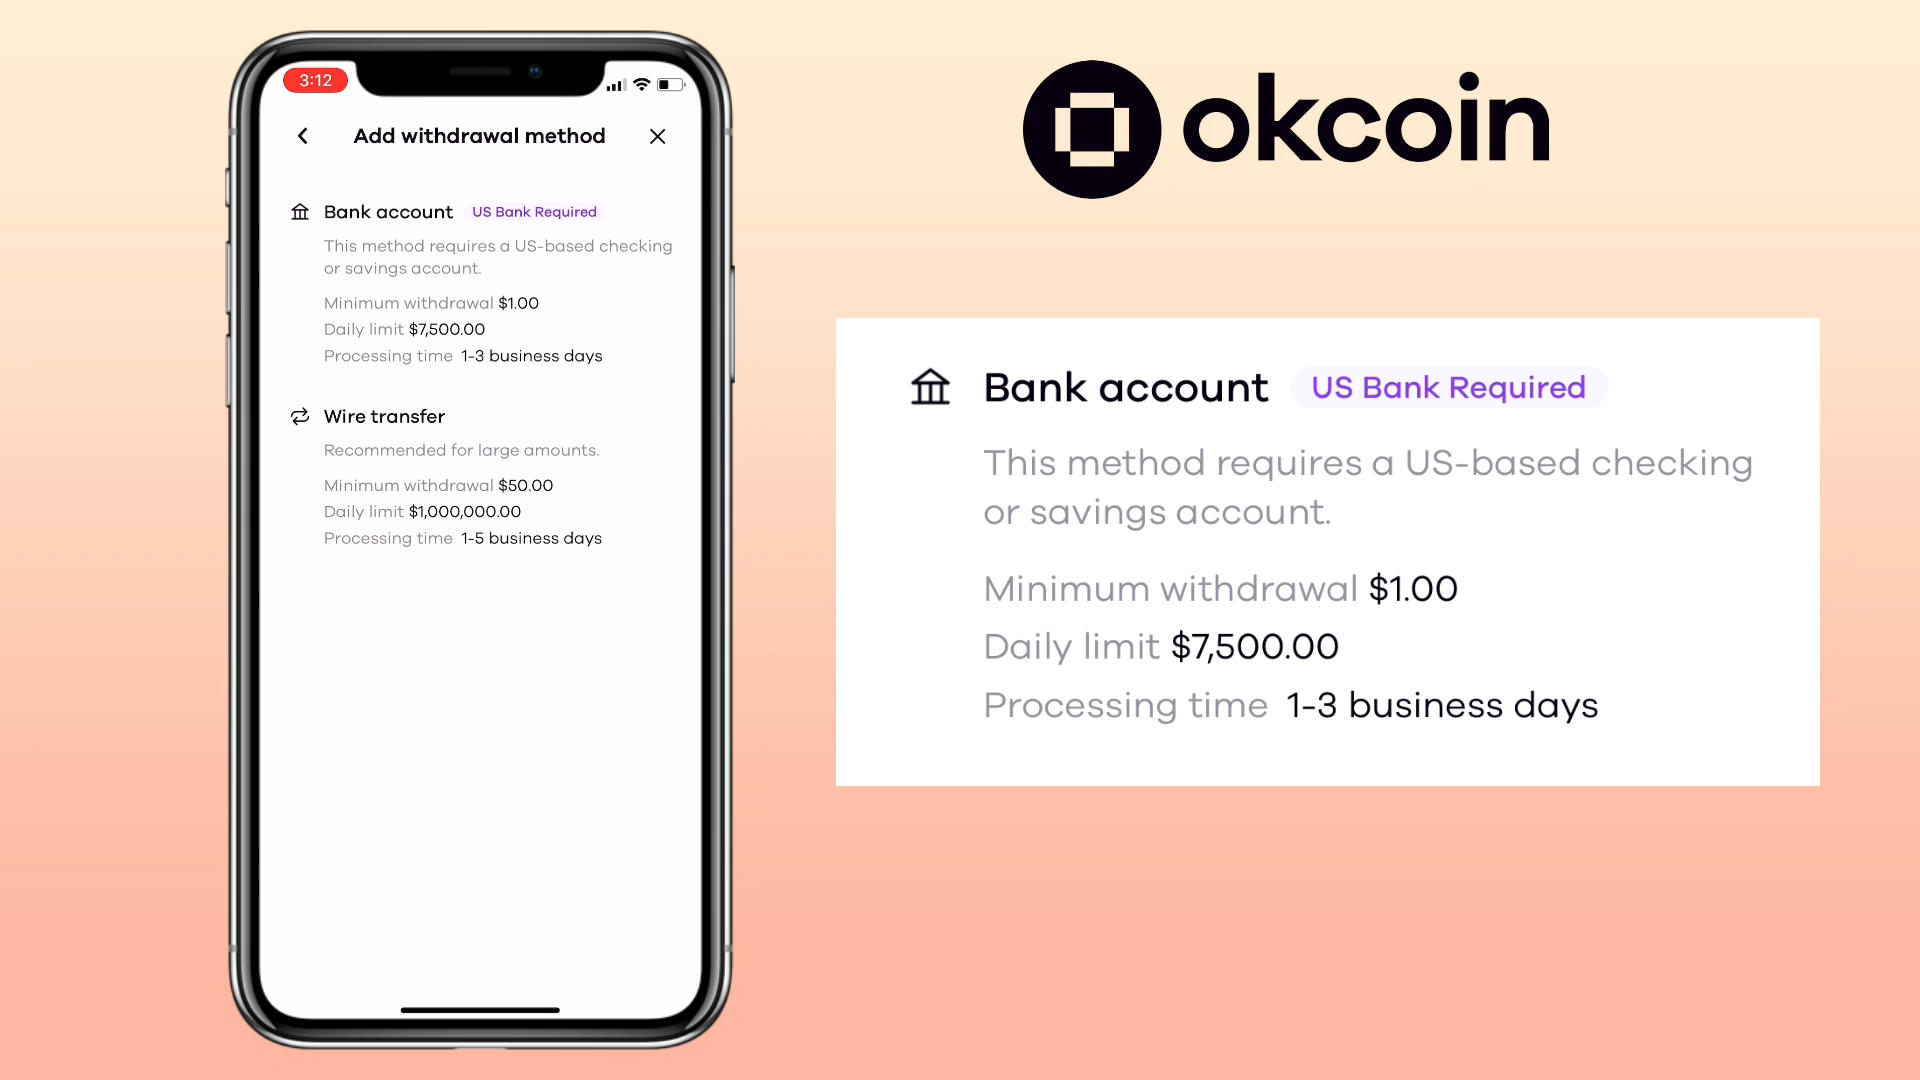 3:12
Add withdrawal method
Bank account US Bank Required
This method requires a US-based checking
or savings account.
Minimum withdrawal $1.00
Daily limit $7,500.00
Processing time 1-3 business days
Wire transfer
Recommended for large amounts.
Minimum withdrawal $50.00
Daily limit $1,000,000.00
Processing time 1-5 business days
okcoin
Bank account US Bank Required
This method requires a US-based checking
or savings account.
Minimum withdrawal $1.00
Daily limit $7,500.00
Processing time 1-3 business days